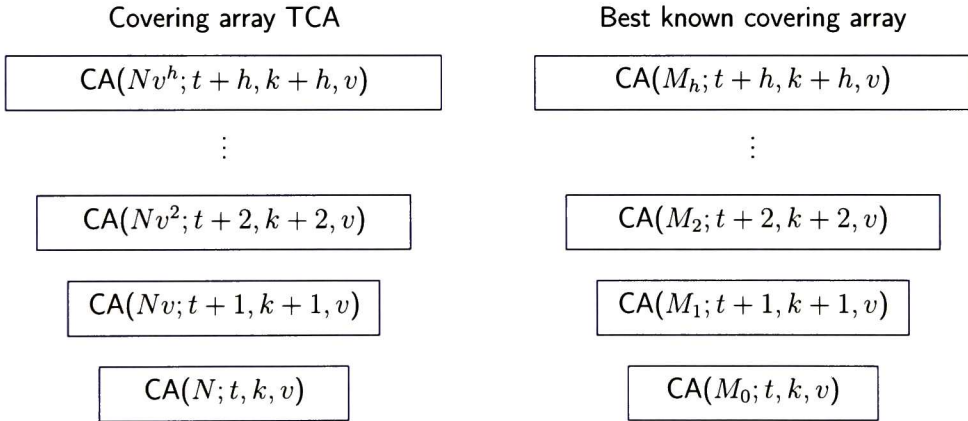 Covering array TCA
CA(Nv^h; t + h, k + h, v)
⋮
CA(Nv^2; t + 2, k + 2, v)
CA(Nv; t + 1, k + 1, v)
CA(N; t, k, v)
Best known covering array
CA(M_h; t + h, k + h, v)
⋮
CA(M_2; t + 2, k + 2, v)
CA(M_1; t + 1, k + 1, v)
CA(M_0; t, k, v)